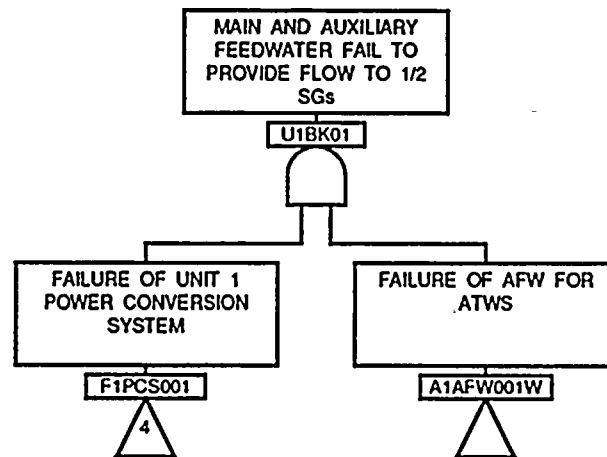 MAIN AND AUXILIARY
FEEDWATER FAIL TO
PROVIDE FLOW TO 1/2
SGs
U1BK01
FAILURE OF UNIT 1
POWER CONVERSION
SYSTEM
FAILURE OF AFW FOR
ATWS
F1PCS001
A1AFW001W
4